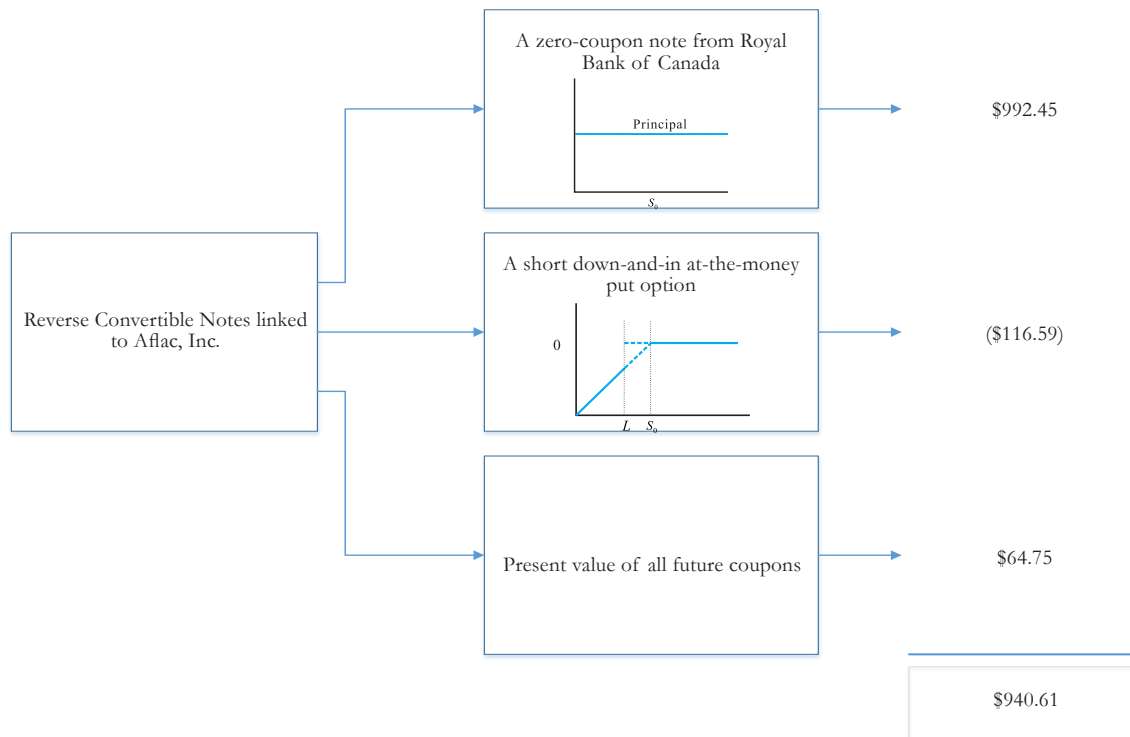 A zero-coupon note from Royal
Bank of Canada
Principal
S₀
$992.45
Reverse Convertible Notes linked
to Aflac, Inc.
A short down-and-in at-the-money
put option
0
L S₀
($116.59)
Present value of all future coupons
$64.75
$940.61